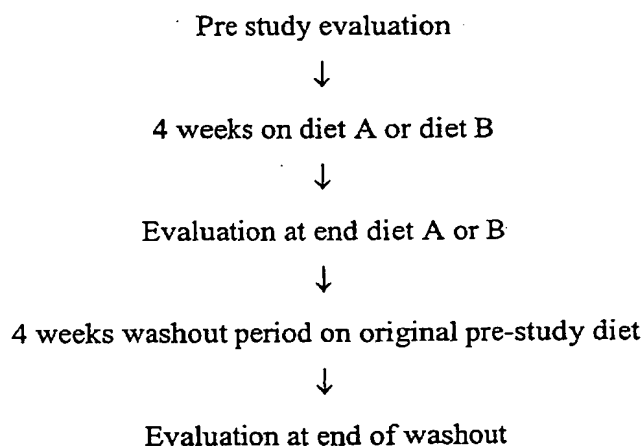 Pre study evaluation
↓
4 weeks on diet A or diet B
↓
Evaluation at end diet A or B
↓
4 weeks washout period on original pre-study diet
↓
Evaluation at end of washout